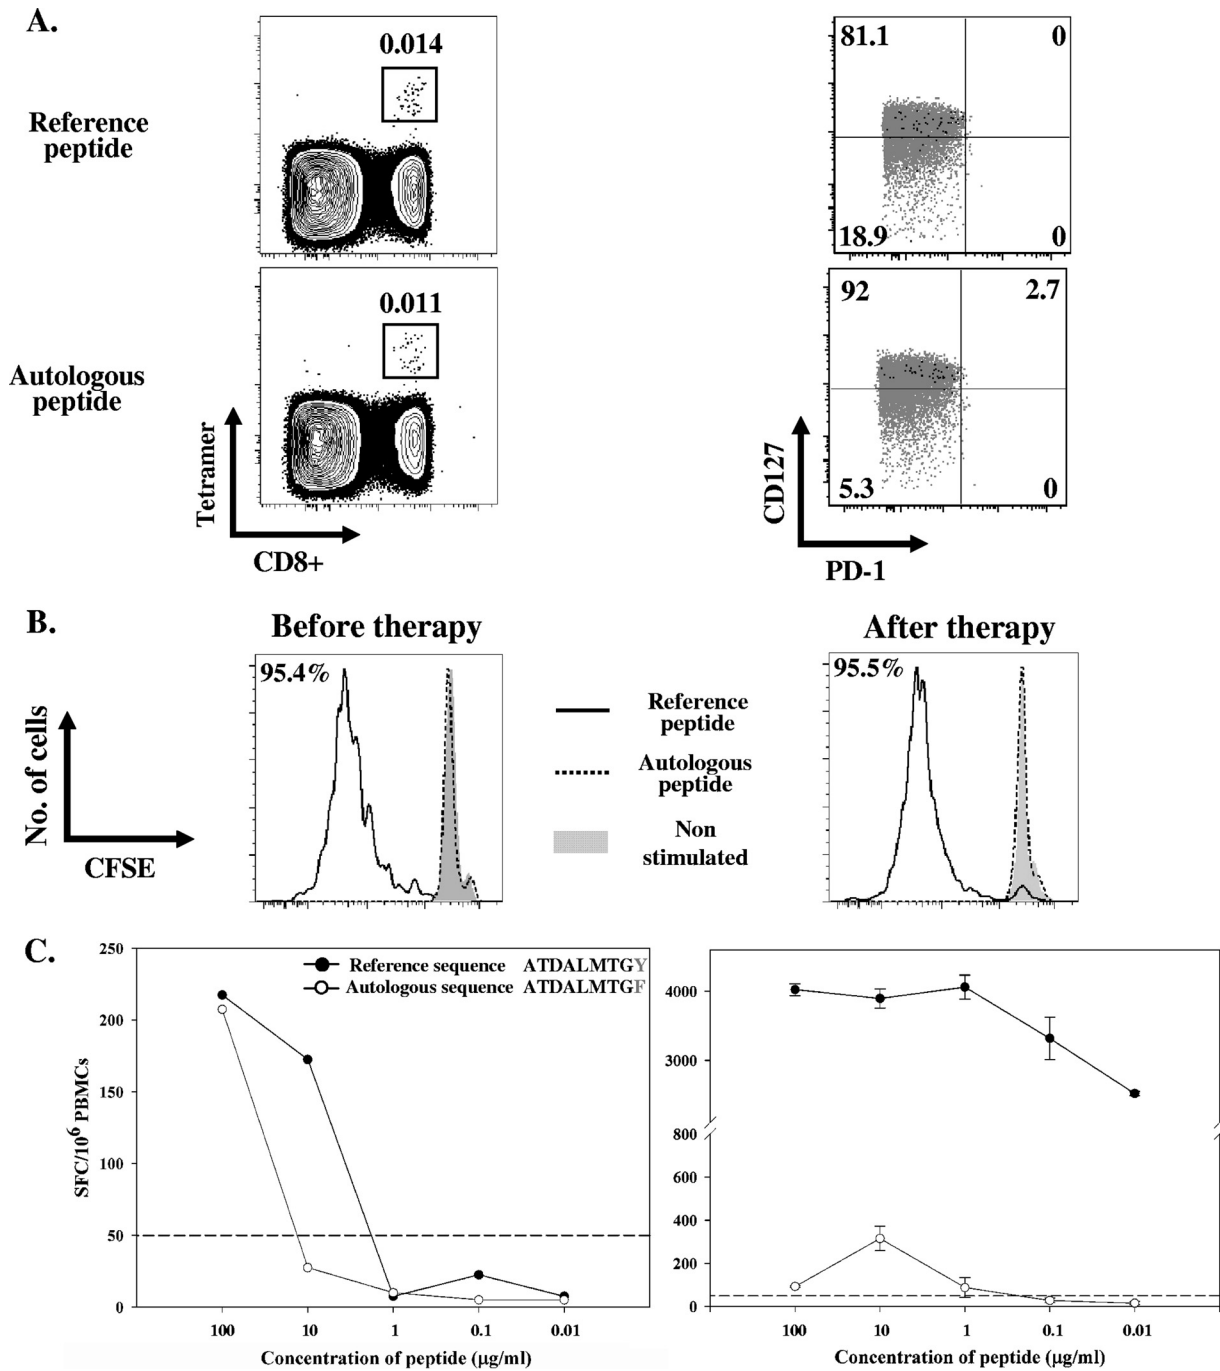 A.
0.014
81.1
0
Reference
peptide
18.9
0
0.011
92
2.7
Autologous
peptide
Tetramer
CD127
5.3
0
CD8+
PD-1
B.
Before therapy
After therapy
95.4%
95.5%
No. of cells
Reference
peptide
Autologous
peptide
Non
stimulated
CFSE
C.
250
200
150
100
50
0
Reference sequence ATDALMTGY
Autologous sequence ATDALMTGF
4000
3000
800
600
400
200
0
SFC/10⁶ PBMCs
100 10 1 0.1 0.01
100 10 1 0.1 0.01
Concentration of peptide (µg/ml)
Concentration of peptide (µg/ml)